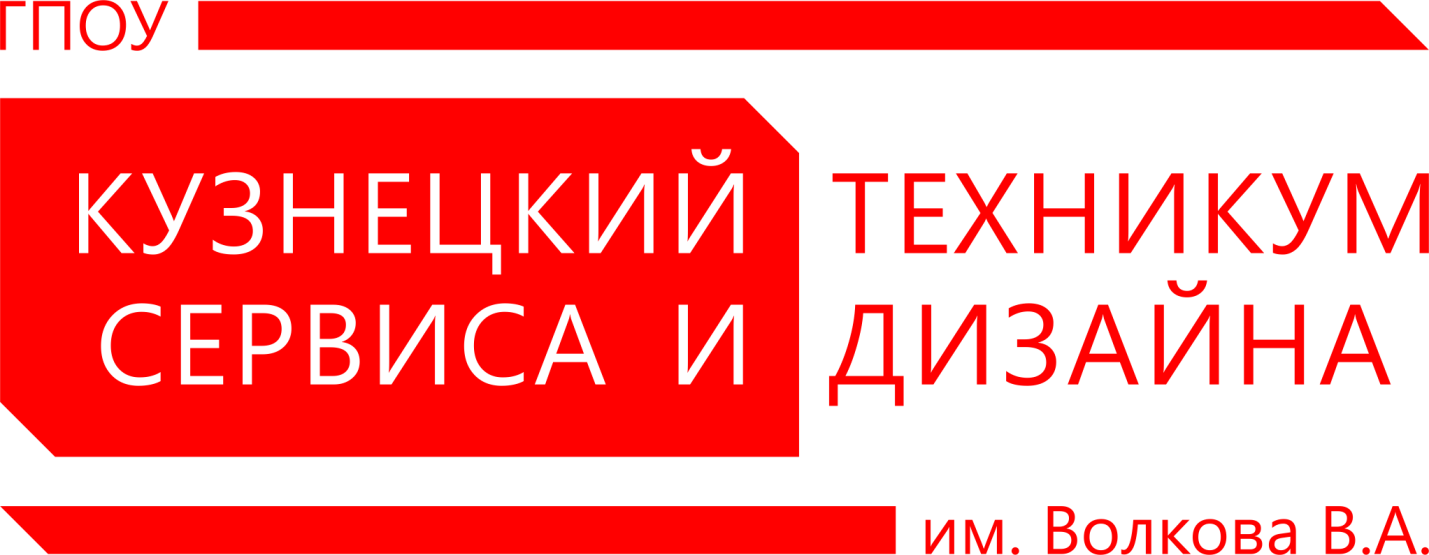 ГПОУ
КУЗНЕЦКИЙ ТЕХНИКУМ
СЕРВИСА И ДИЗАЙНА
им. Волкова В.А.